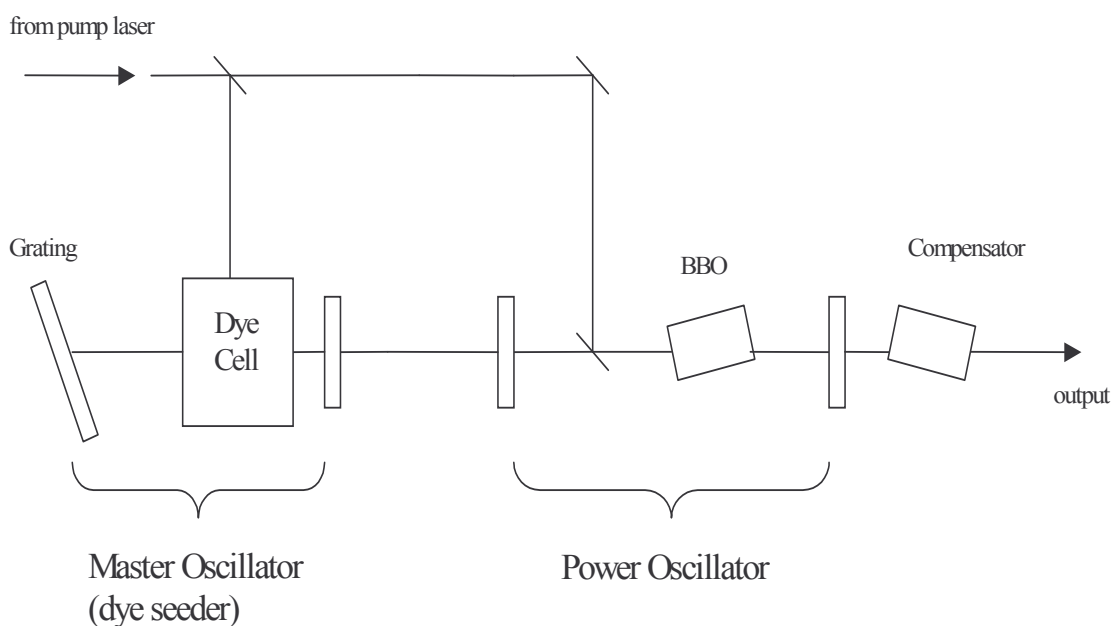 from pump laser
Grating
BBO
Compensator
Dye
Cell
output
Master Oscillator
(dye seeder)
Power Oscillator